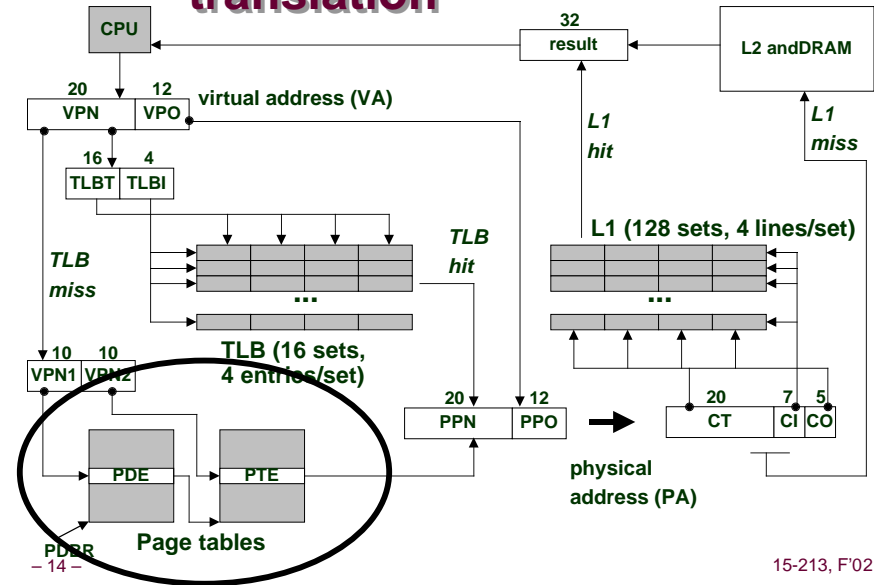 translation
CPU
32
result
L2 andDRAM
20 12
VPN VPO
virtual address (VA)
L1
hit
L1
miss
16 4
TLBT TLBI
TLB
miss
TLB
hit
L1 (128 sets, 4 lines/set)
...
...
TLB (16 sets,
4 entries/set)
10 10
VPN1 VPN2
20 12
PPN PPO
20 7 5
CT CI CO
PDE PTE
physical
address (PA)
Page tables
PDBR
– 14 –
15-213, F'02